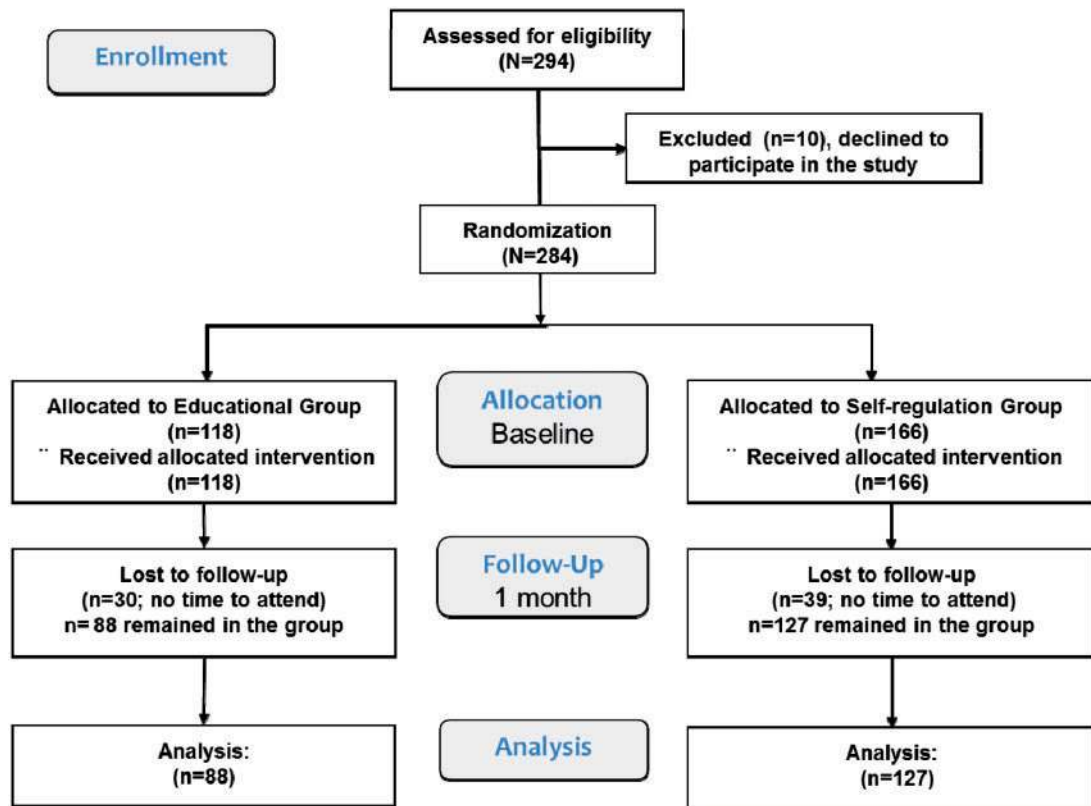 Enrollment
Assessed for eligibility
(N=294)
Excluded (n=10), declined to
participate in the study
Randomization
(N=284)
Allocated to Educational Group
(n=118)
¨ Received allocated intervention
(n=118)
Allocation
Baseline
Allocated to Self-regulation Group
(n=166)
¨ Received allocated intervention
(n=166)
Lost to follow-up
(n=30; no time to attend)
n= 88 remained in the group
Follow-Up
1 month
Lost to follow-up
(n=39; no time to attend)
n=127 remained in the group
Analysis:
(n=88)
Analysis
Analysis:
(n=127)